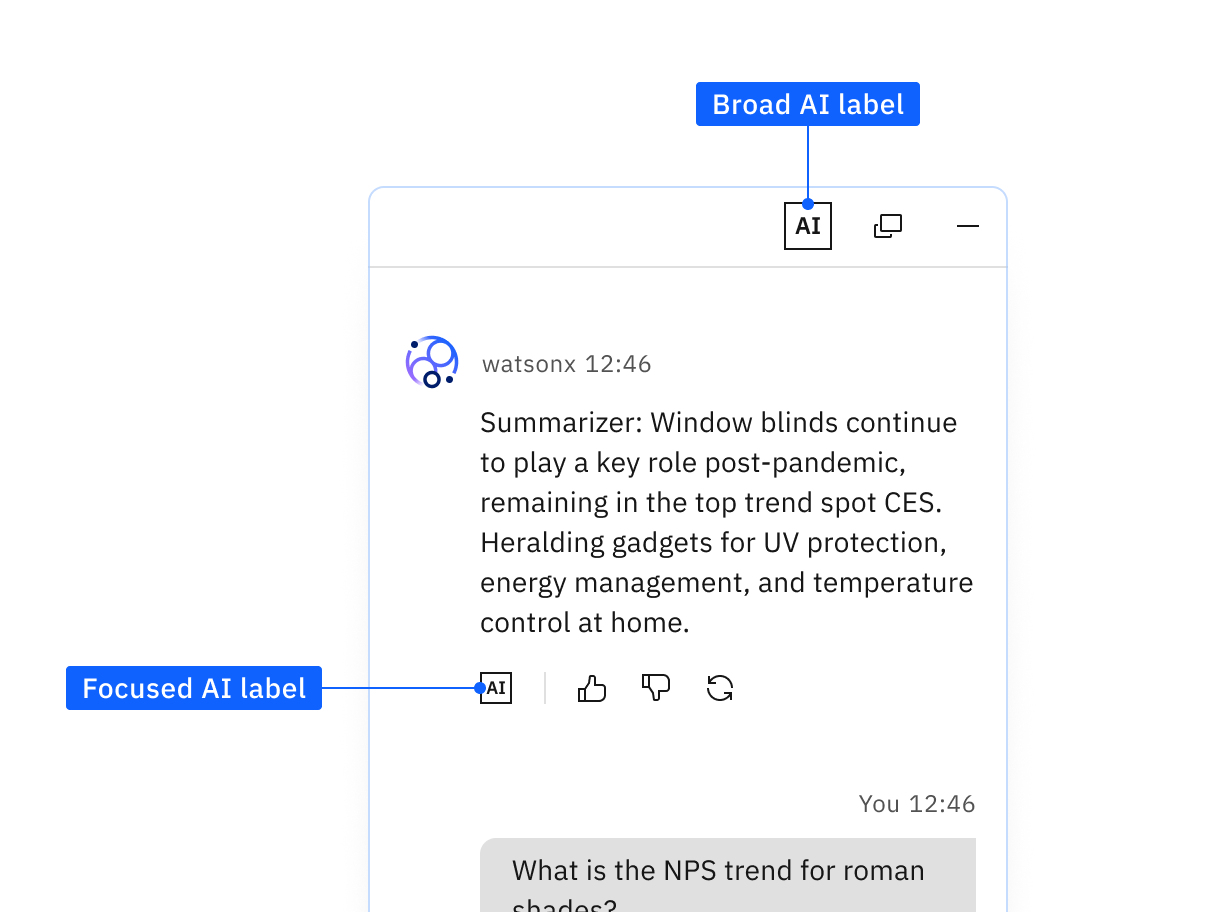 Broad AI label
AI
watsonx 12:46
Summarizer: Window blinds continue
to play a key role post-pandemic,
remaining in the top trend spot CES.
Heralding gadgets for UV protection,
energy management, and temperature
control at home.
Focused AI label
AI
You 12:46
What is the NPS trend for roman
shades?